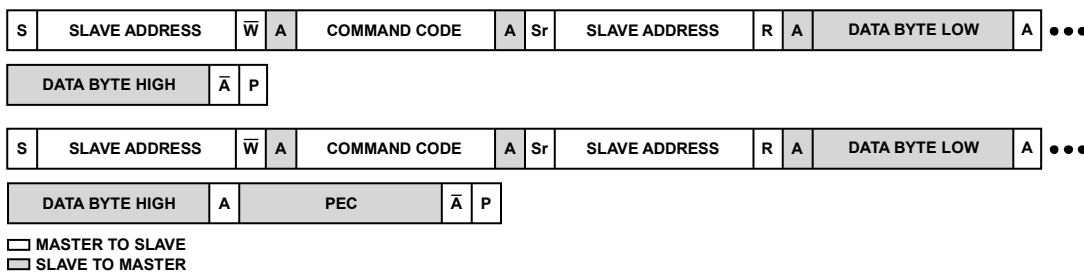 S SLAVE ADDRESS W̅ A COMMAND CODE A Sr SLAVE ADDRESS R A DATA BYTE LOW A •••
DATA BYTE HIGH A̅ P
S SLAVE ADDRESS W̅ A COMMAND CODE A Sr SLAVE ADDRESS R A DATA BYTE LOW A •••
DATA BYTE HIGH A PEC A̅ P
MASTER TO SLAVE
SLAVE TO MASTER